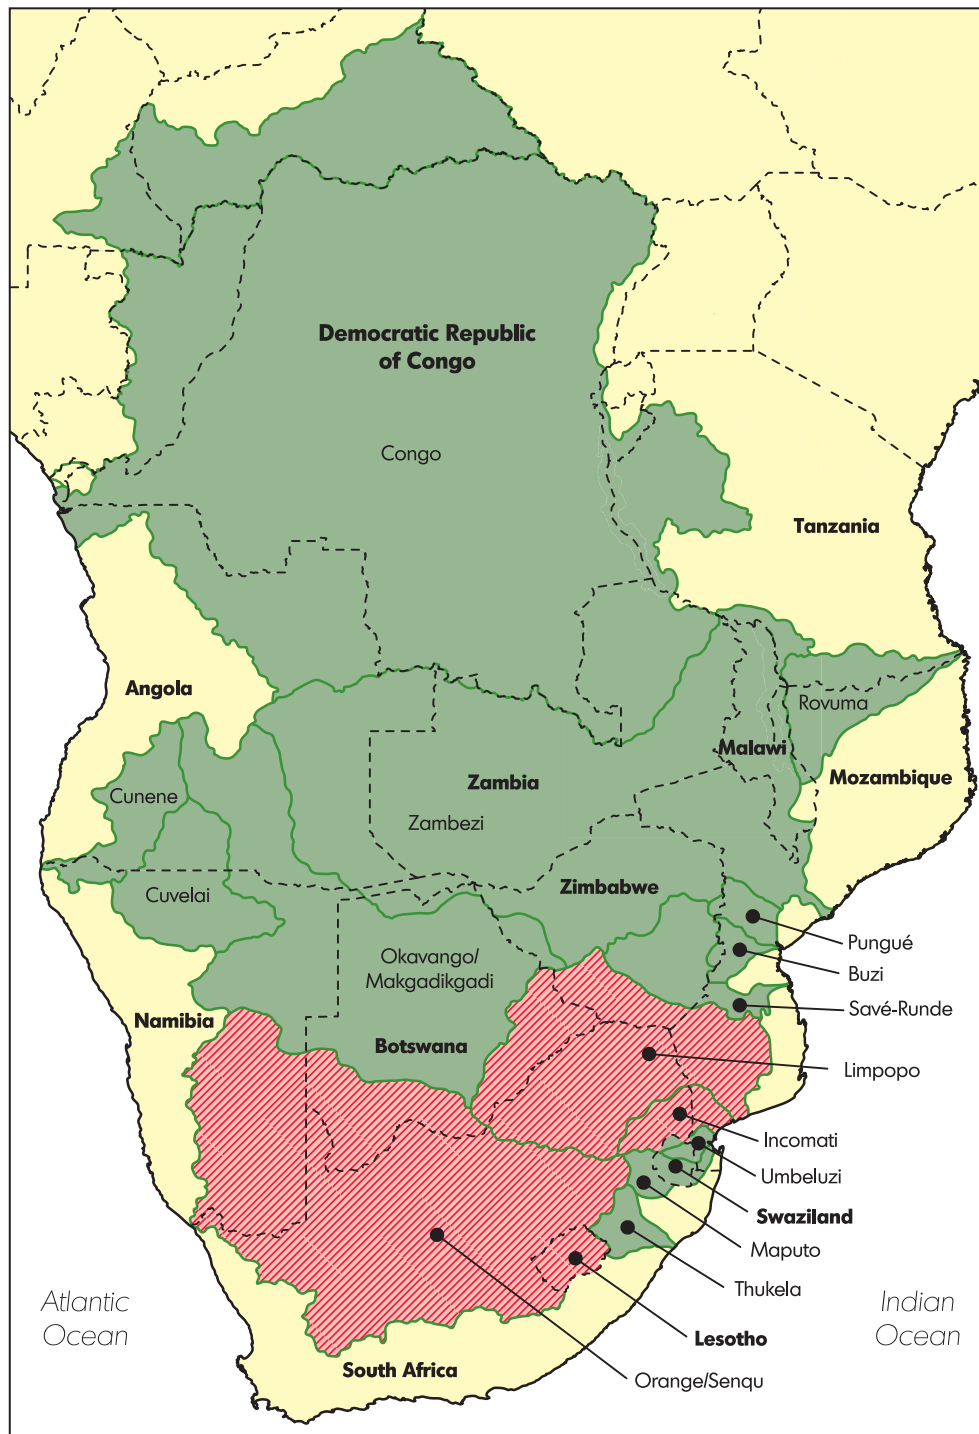 Democratic Republic
of Congo
Congo
Tanzania
Angola
Rovuma
Malawi
Mozambique
Zambia
Cunene
Zambezi
Zimbabwe
Cuvelai
Pungué
Okavango/
Makgadikgadi
Buzi
Savé-Runde
Namibia
Botswana
Limpopo
Incomati
Umbeluzi
Swaziland
Maputo
Thukela
Atlantic
Ocean
Indian
Ocean
Lesotho
South Africa
Orange/Senqu